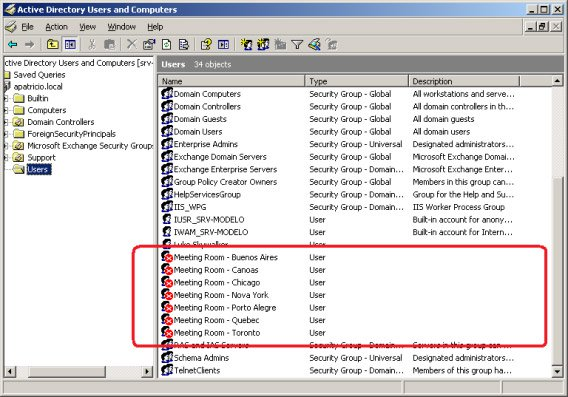 Active Directory Users and Computers
File Action View Window Help
ctive Directory Users and Computers [srv-
Saved Queries
apatricio.local
Builtin
Computers
Domain Controllers
ForeignSecurityPrincipals
Microsoft Exchange Security Groups
Support
Users
Users 34 objects
Name Type Description
Domain Computers Security Group - Global All workstations and serve...
Domain Controllers Security Group - Global All domain controllers in th...
Domain Guests Security Group - Global All domain guests
Domain Users Security Group - Global All domain users
Enterprise Admins Security Group - Universal Designated administrators...
Exchange Domain Servers Security Group - Global Microsoft Exchange Domai...
Exchange Enterprise Servers Security Group - Domain... Microsoft Exchange Enter...
Group Policy Creator Owners Security Group - Global Members in this group can...
HelpServicesGroup Security Group - Domain... Group for the Help and Su...
IIS_WPG Security Group - Domain... IIS Worker Process Group
IUSR_SRV-MODELO User Built-in account for anony...
IWAM_SRV-MODELO User Built-in account for Intern...
Luke Skywalker User
Meeting Room - Buenos Aires User
Meeting Room - Canoas User
Meeting Room - Chicago User
Meeting Room - Nova York User
Meeting Room - Porto Alegre User
Meeting Room - Quebec User
Meeting Room - Toronto User
RAS and IAS Servers Security Group - Domain... Servers in this group can...
Schema Admins Security Group - Universal Designated administrators...
TelnetClients Security Group - Domain... Members of this group ha...